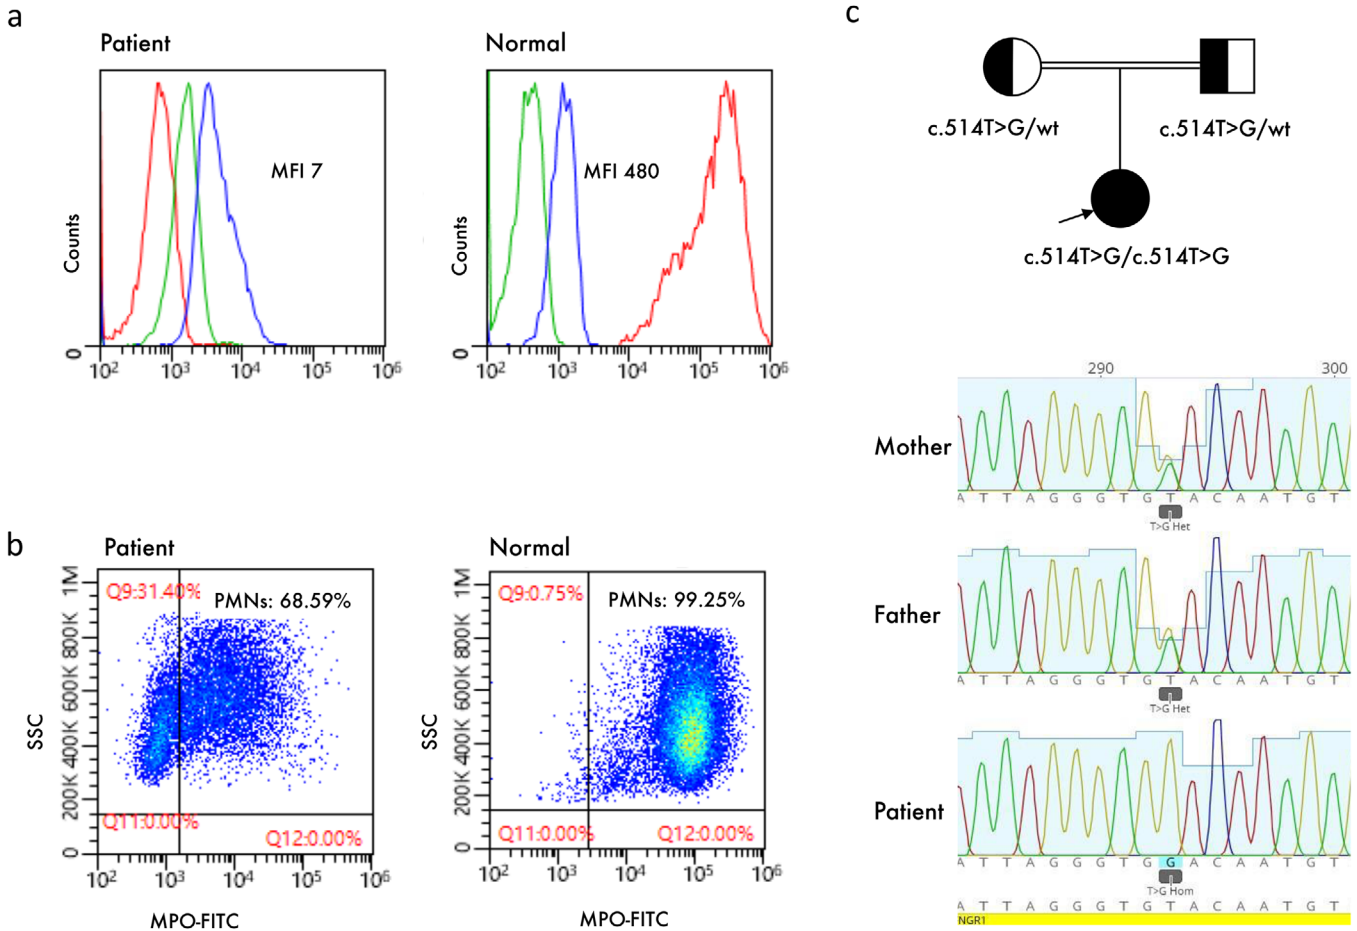 a
Patient
MFI 7
Counts
0
10² 10³ 10⁴ 10⁵ 10⁶
Normal
MFI 480
Counts
0
10² 10³ 10⁴ 10⁵ 10⁶
b
Patient
Q9:31.40%
PMNs: 68.59%
Q11:0.00%
Q12:0.00%
SSC
1M
800K
600K
400K
200K
0
10² 10³ 10⁴ 10⁵ 10⁶
MPO-FITC
Normal
Q9:0.75%
PMNs: 99.25%
Q11:0.00%
Q12:0.00%
SSC
1M
800K
600K
400K
200K
0
10² 10³ 10⁴ 10⁵ 10⁶
MPO-FITC
c
c.514T>G/wt
c.514T>G/wt
c.514T>G/c.514T>G
290 300
Mother
A T T A G G G T G T A C A A T G T
T>G Het
Father
A T T A G G G T G T A C A A T G T
T>G Het
Patient
A T T A G G G T G G A C A A T G T
T>G Hom
A T T A G G G T G T A C A A T G T
NGR1